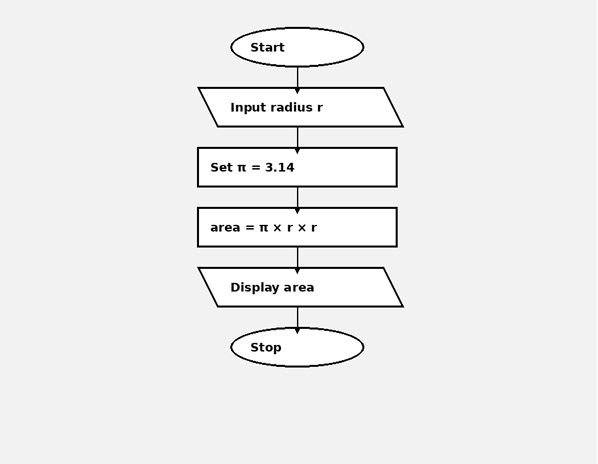 Start
Input radius r
Set π = 3.14
area = π × r × r
Display area
Stop